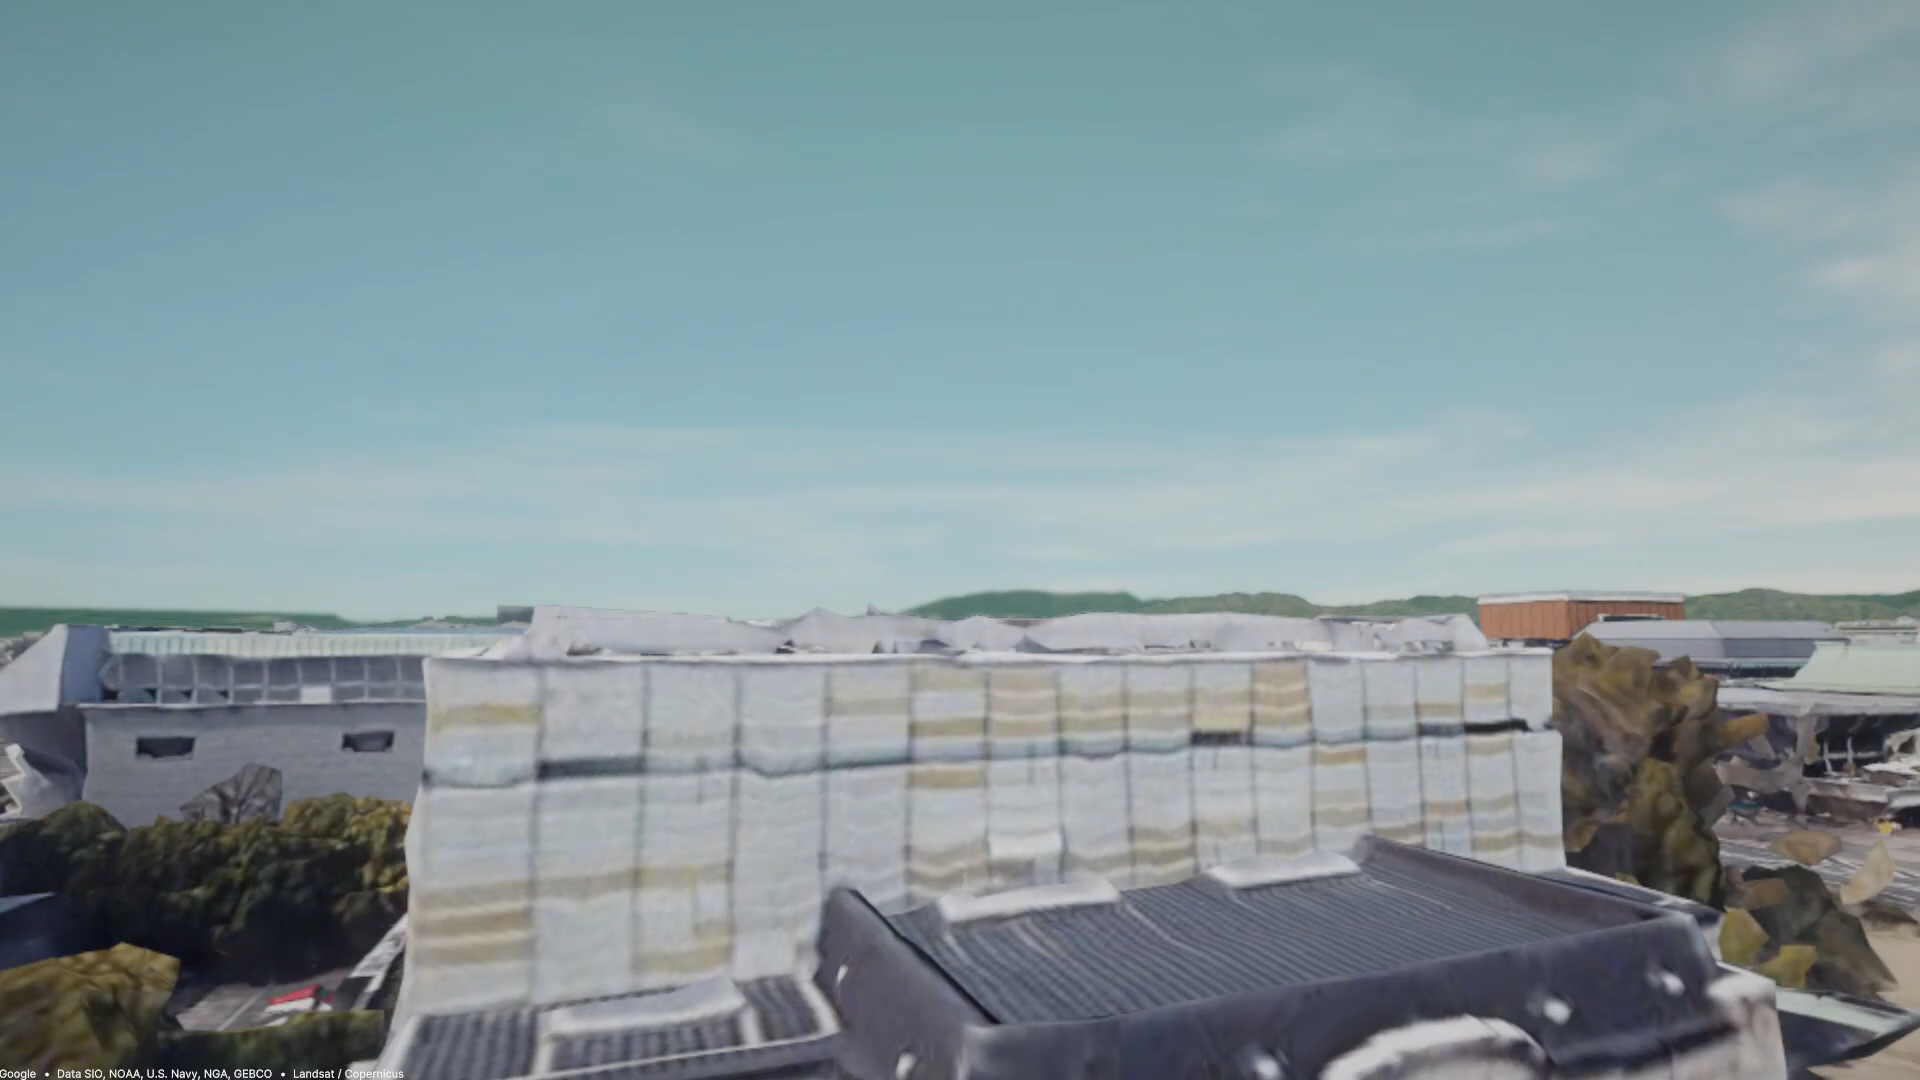 Google • Data SIO, NOAA, U.S. Navy, NGA, GEBCO • Landsat / Copernicus